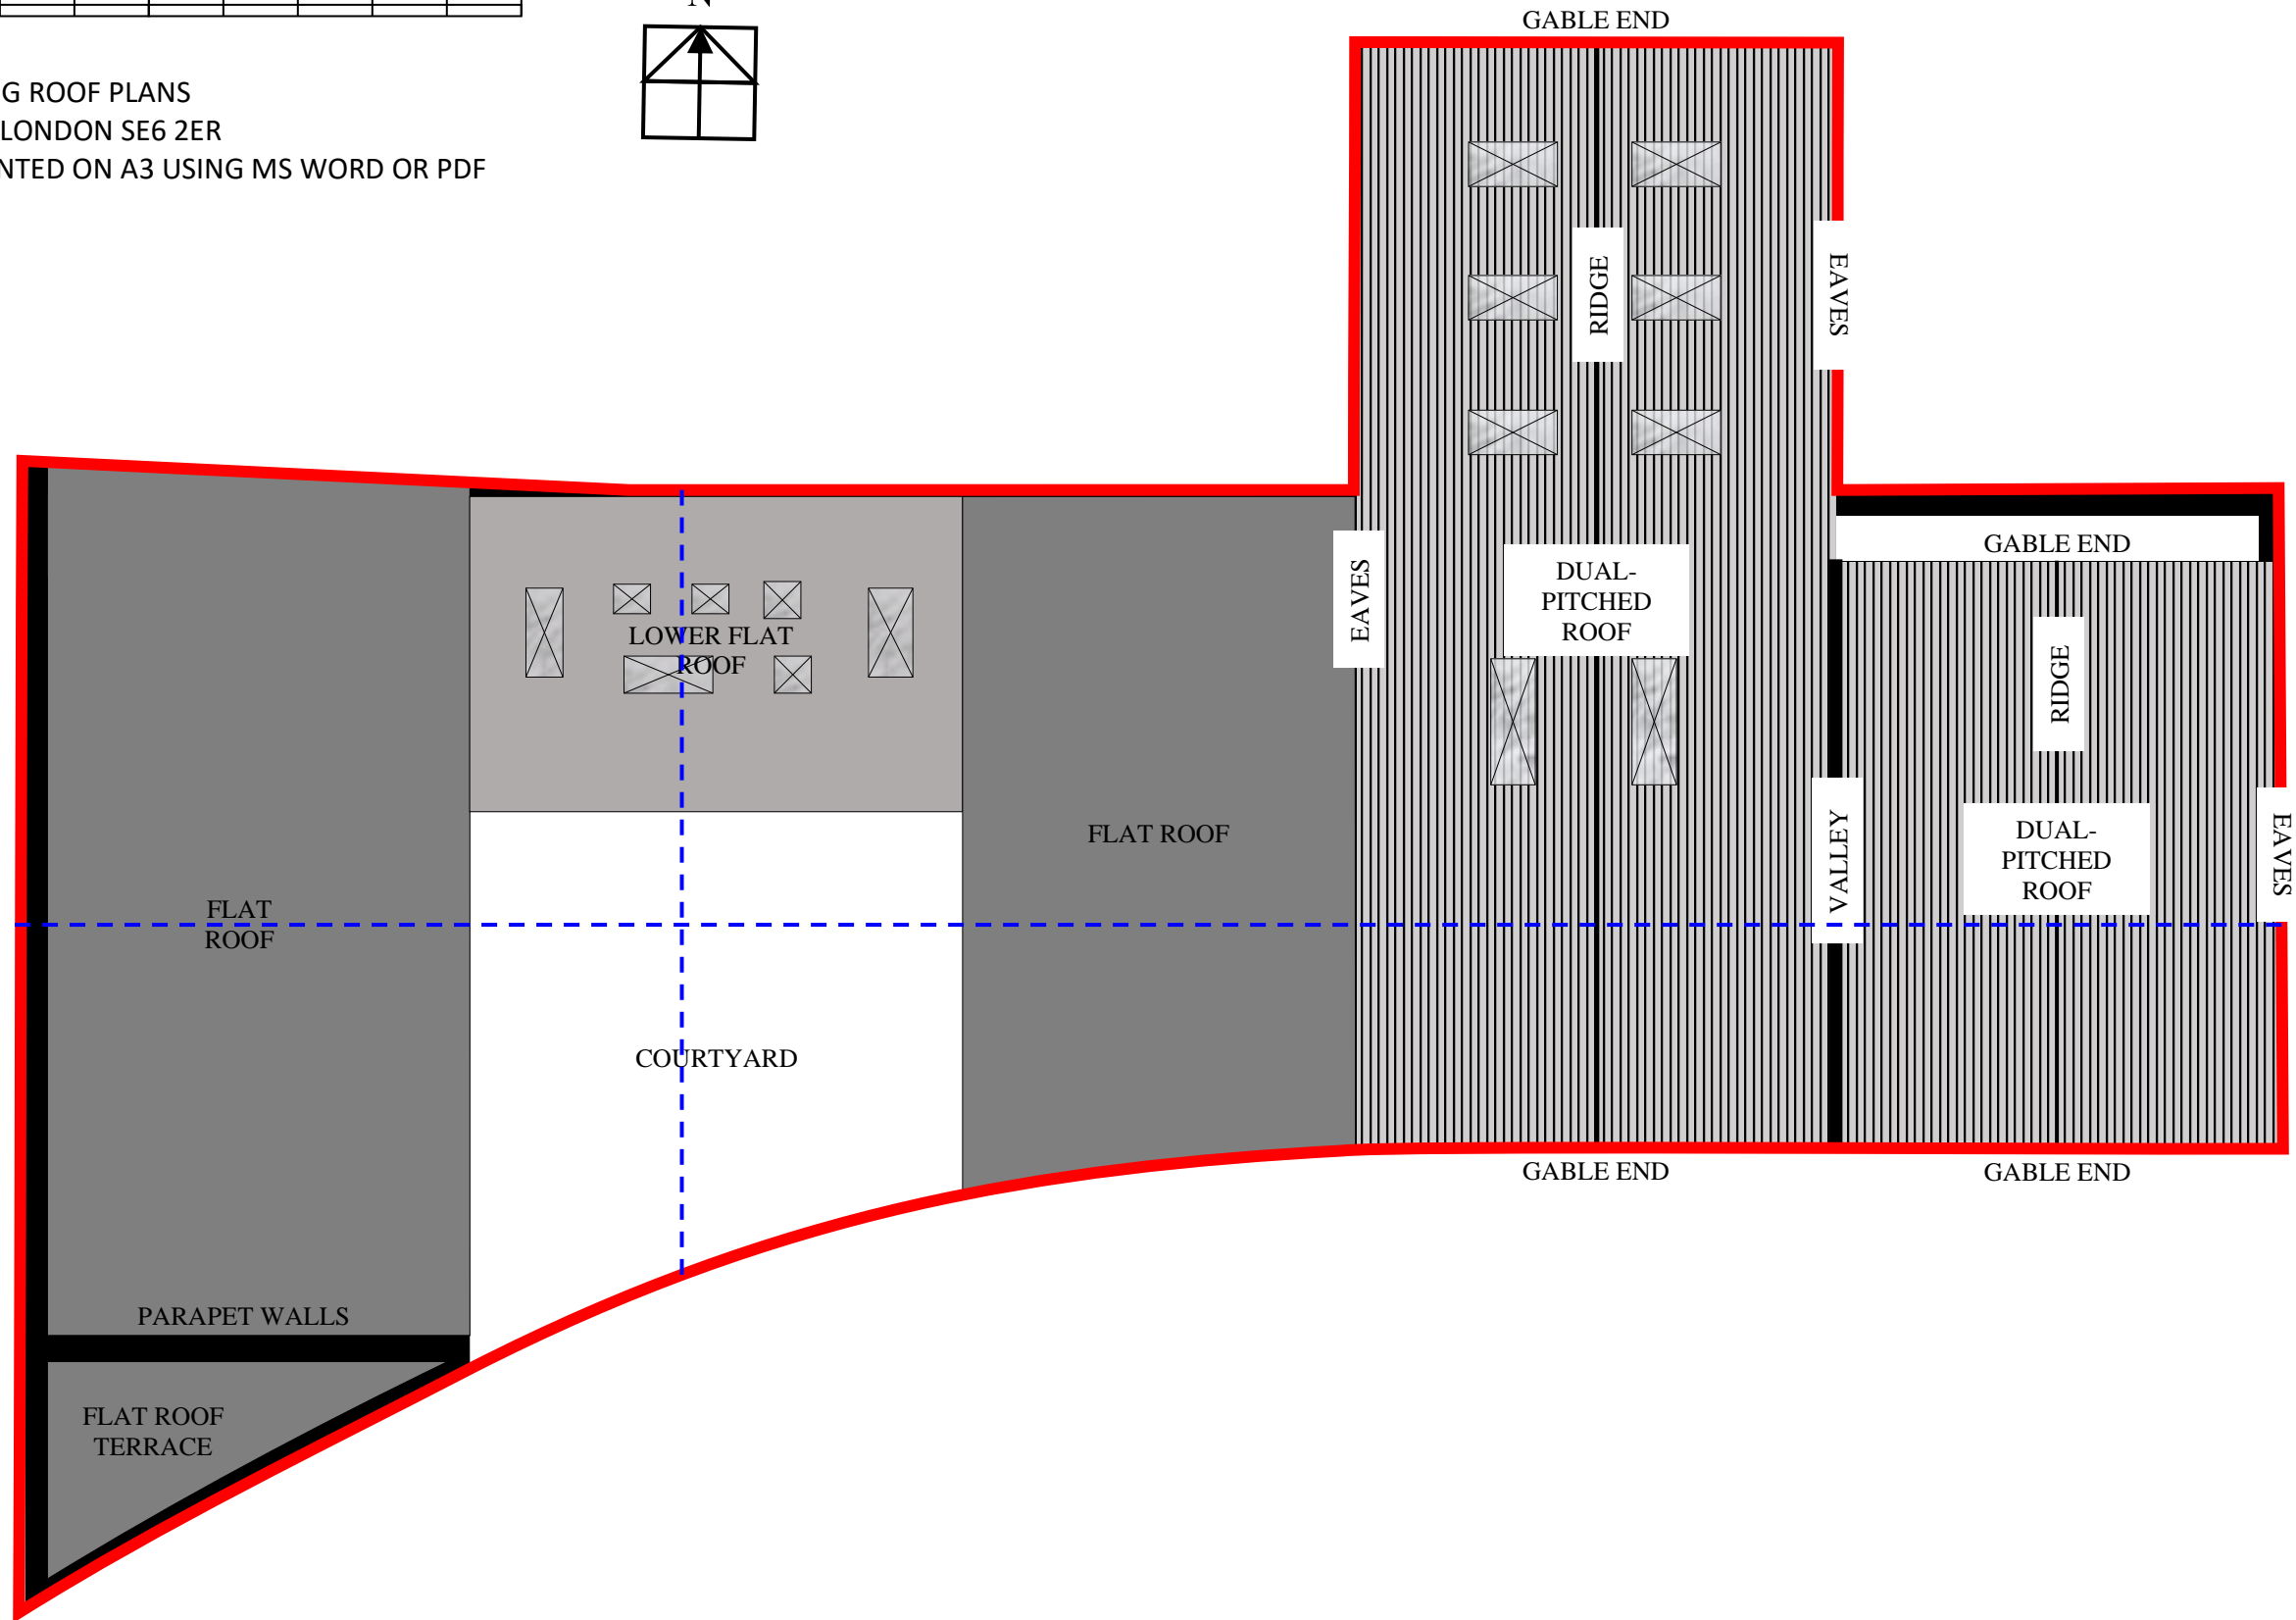 N
G ROOF PLANS
LONDON SE6 2ER
NTED ON A3 USING MS WORD OR PDF
GABLE END
RIDGE
EAVES
GABLE END
EAVES
DUAL-
PITCHED
ROOF
LOWER FLAT
ROOF
RIDGE
FLAT ROOF
VALLEY
DUAL-
PITCHED
ROOF
EAVES
FLAT
ROOF
COURTYARD
GABLE END
GABLE END
PARAPET WALLS
FLAT ROOF
TERRACE